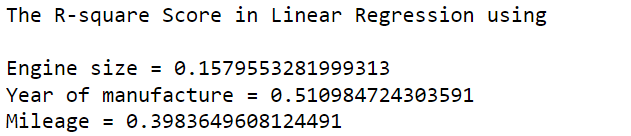 The R-square Score in Linear Regression using
Engine size = 0.1579553281999313
Year of manufacture = 0.510984724303591
Mileage = 0.3983649608124491